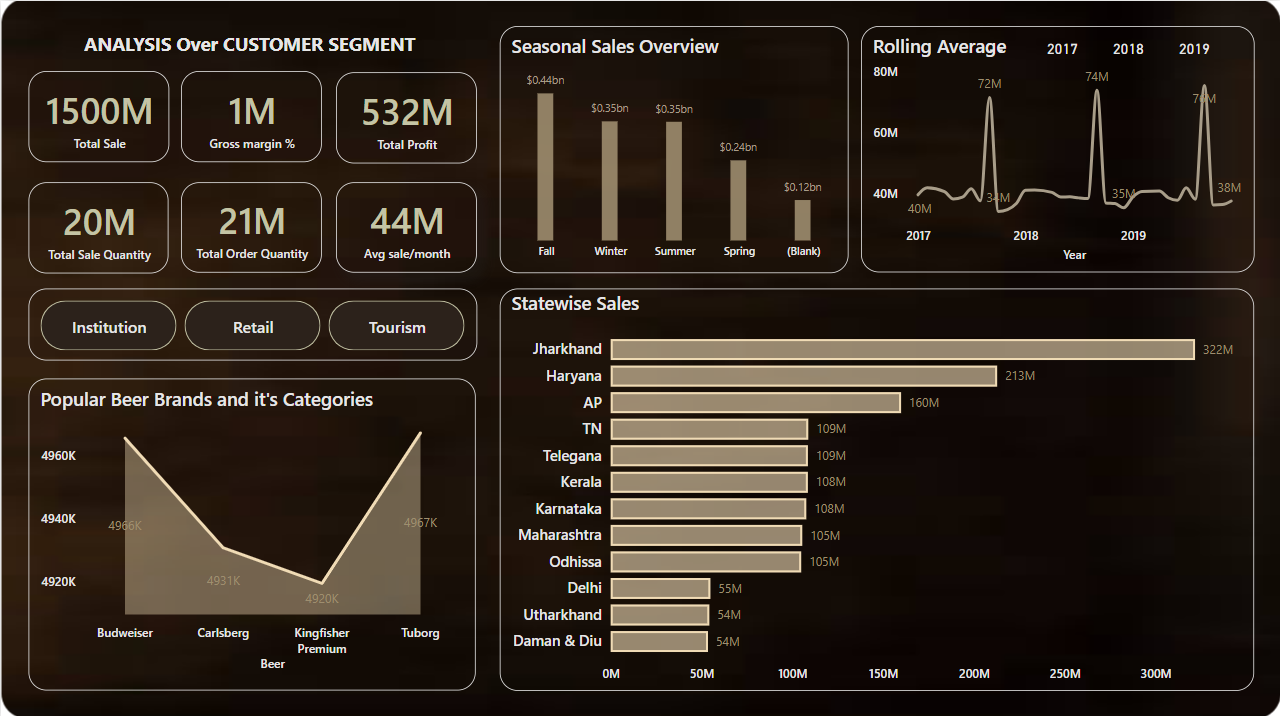 ANALYSIS Over CUSTOMER SEGMENT
1500M
Total Sale
1M
Gross margin %
532M
Total Profit
20M
Total Sale Quantity
21M
Total Order Quantity
44M
Avg sale/month
Institution
Retail
Tourism
Popular Beer Brands and it's Categories
4960K
4940K
4920K
4966K
4931K
4920K
4967K
Budweiser
Carlsberg
Kingfisher
Premium
Tuborg
Beer
Seasonal Sales Overview
$0.44bn
$0.35bn
$0.35bn
$0.24bn
$0.12bn
Fall
Winter
Summer
Spring
(Blank)
Rolling Average
2017
2018
2019
80M
60M
40M
40M
72M
34M
74M
35M
76M
38M
2017
2018
2019
Year
Statewise Sales
Jharkhand 322M
Haryana 213M
AP 160M
TN 109M
Telegana 109M
Kerala 108M
Karnataka 108M
Maharashtra 105M
Odhissa 105M
Delhi 55M
Utharkhand 54M
Daman & Diu 54M
0M 50M 100M 150M 200M 250M 300M